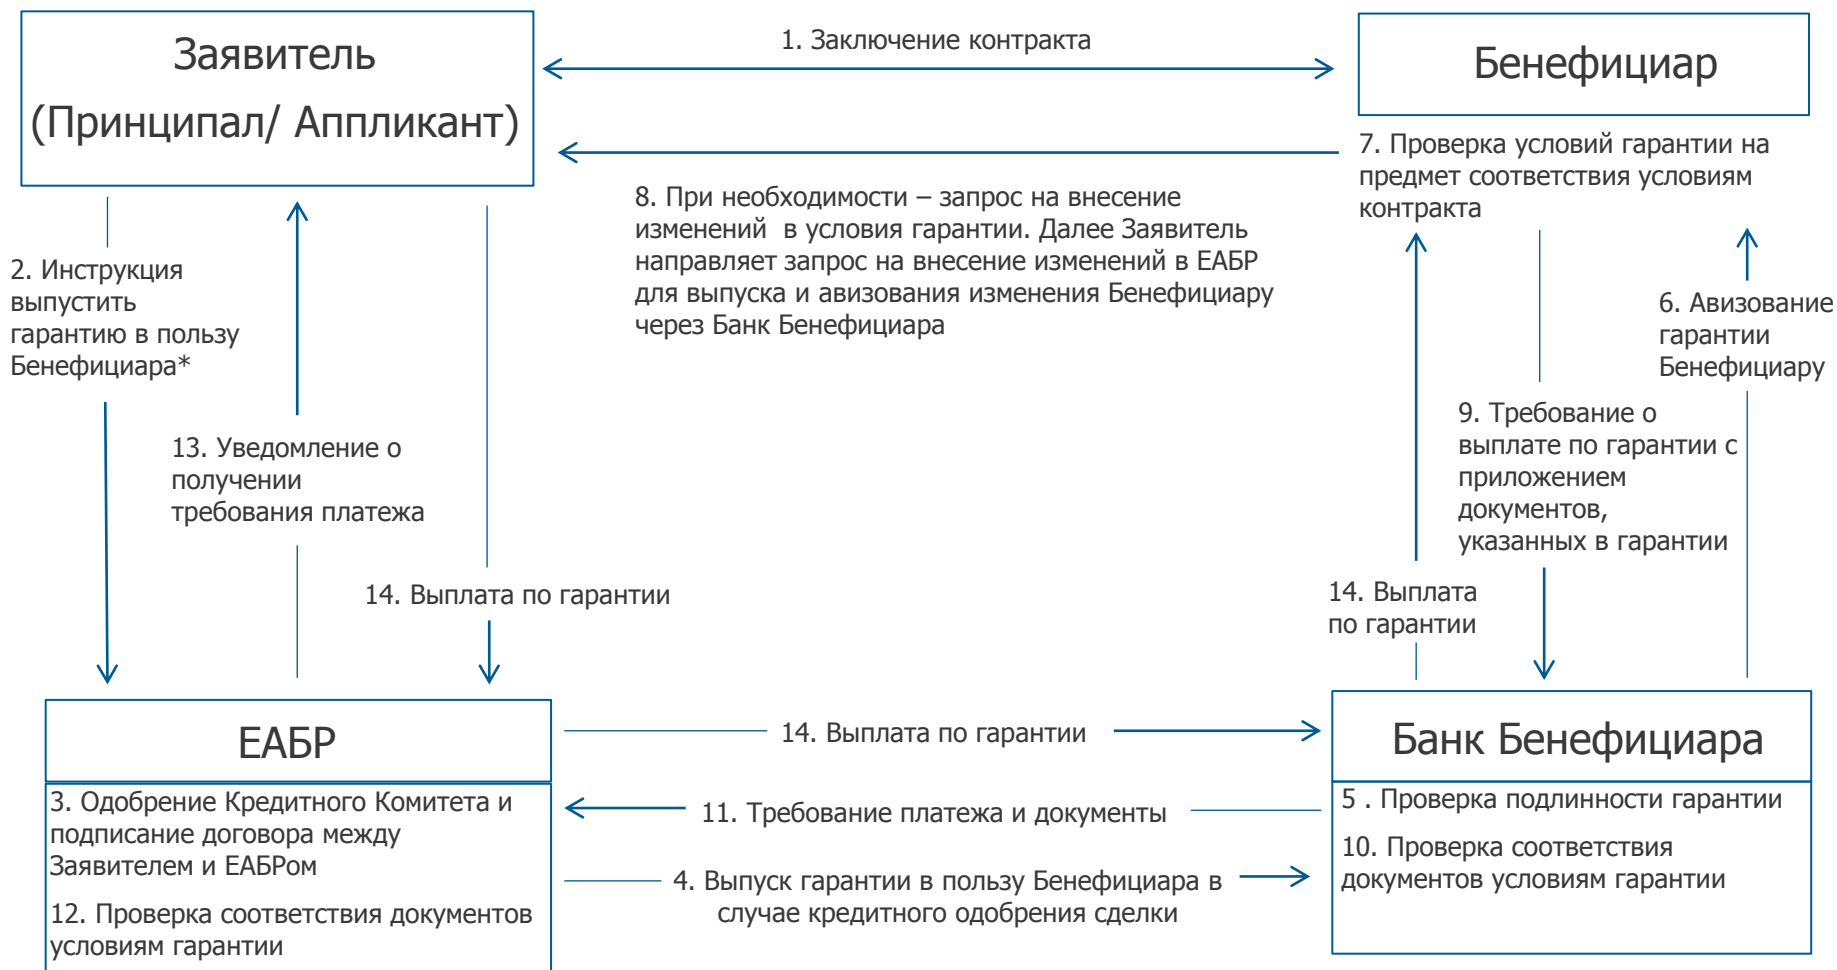 Заявитель
(Принципал/ Аппликант)
1. Заключение контракта
Бенефициар
7. Проверка условий гарантии на
предмет соответствия условиям
контракта
8. При необходимости – запрос на внесение
изменений в условия гарантии. Далее Заявитель
направляет запрос на внесение изменений в ЕАБР
для выпуска и авизования изменения Бенефициару
через Банк Бенефициара
2. Инструкция
выпустить
гарантию в пользу
Бенефициара*
6. Авизование
гарантии
Бенефициару
13. Уведомление о
получении
требования платежа
9. Требование о
выплате по гарантии с
приложением
документов,
указанных в гарантии
14. Выплата по гарантии
14. Выплата
по гарантии
ЕАБР
14. Выплата по гарантии
Банк Бенефициара
3. Одобрение Кредитного Комитета и
подписание договора между
Заявителем и ЕАБРом
12. Проверка соответствия документов
условиям гарантии
11. Требование платежа и документы
4. Выпуск гарантии в пользу Бенефициара в
случае кредитного одобрения сделки
5 . Проверка подлинности гарантии
10. Проверка соответствия
документов условиям гарантии